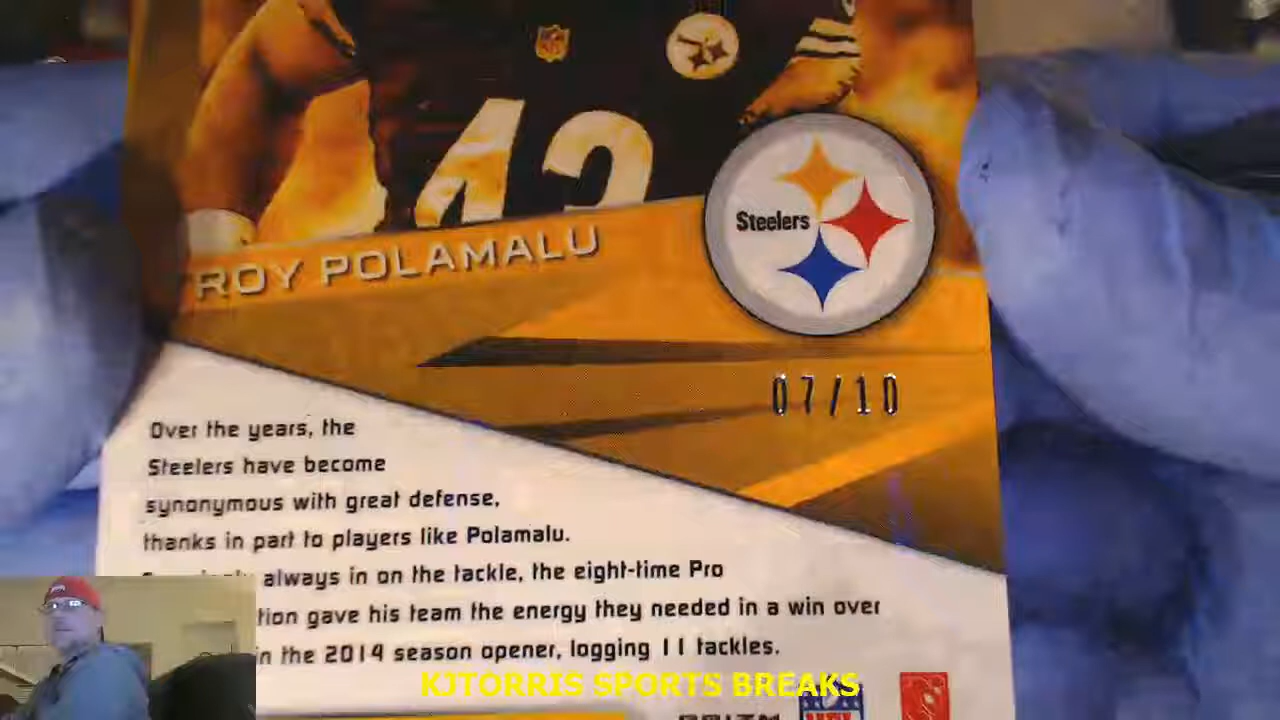 42
ROY POLAMALU
Steelers
07/10
Over the years, the
Steelers have become
synonymous with great defense,
thanks in part to players like Polamalu.
always in on the tackle, the eight-time Pro
tion gave his team the energy they needed in a win over
in the 2014 season opener, logging 11 tackles.
KJTORRIS SPORTS BREAKS
NFL